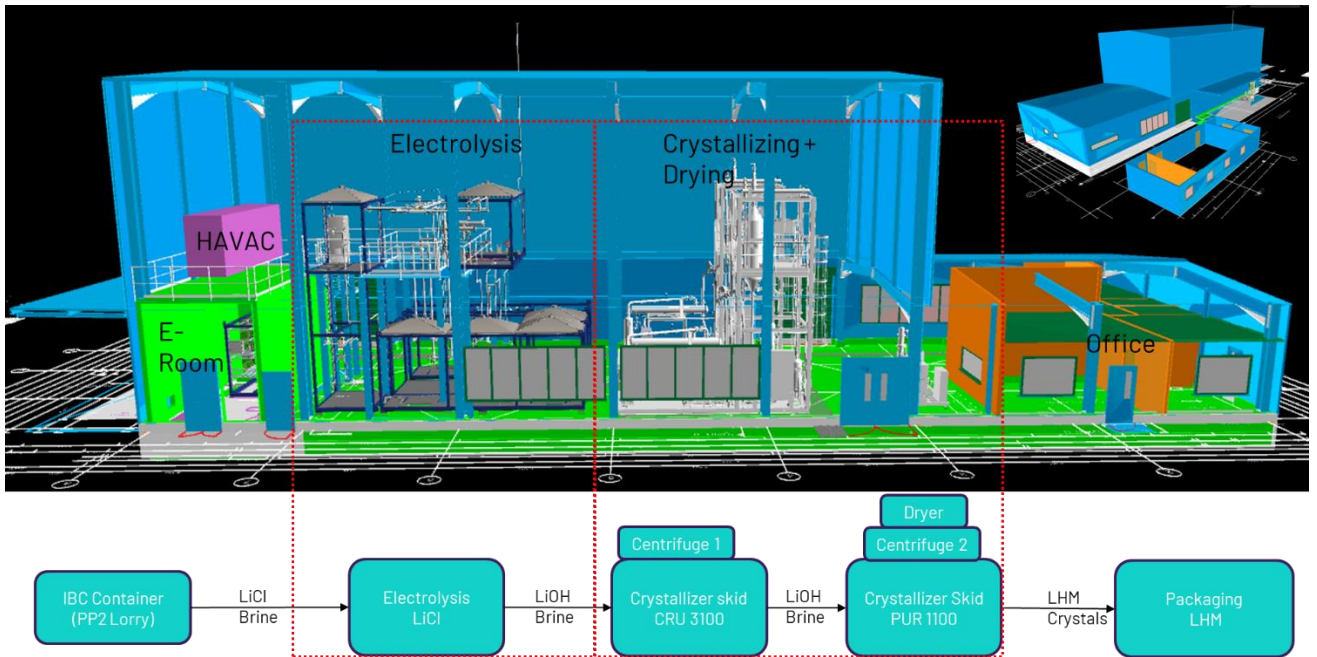 Electrolysis
Crystallizing +
Drying
HAVAC
E-
Room
Office
Dryer
Centrifuge 1
Centrifuge 2
IBC Container
(PP2 Lorry)
LiCl
Brine
Electrolysis
LiCl
LiOH
Brine
Crystallizer skid
CRU 3100
LiOH
Brine
Crystallizer Skid
PUR 1100
LHM
Crystals
Packaging
LHM